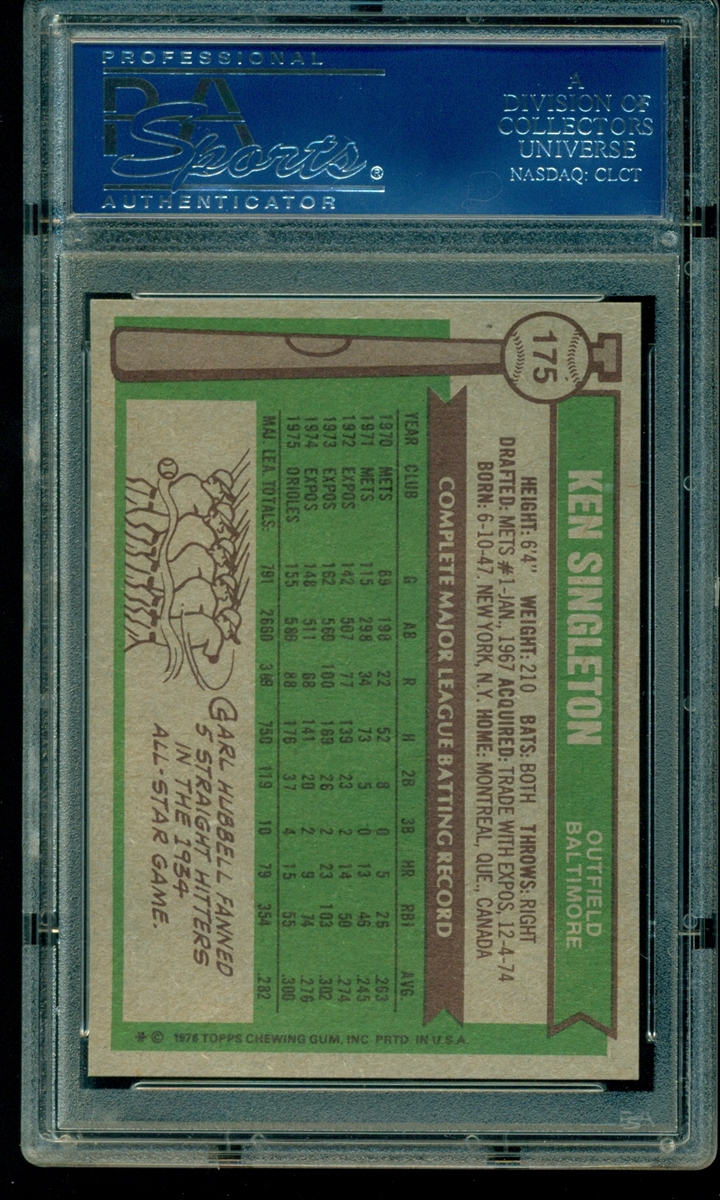 PROFESSIONAL
PSA
Sports®
AUTHENTICATOR
A
DIVISION OF
COLLECTORS
UNIVERSE
NASDAQ: CLCT
175
KEN SINGLETON
OUTFIELD
BALTIMORE
HEIGHT: 6'4" WEIGHT: 210 BATS: BOTH THROWS: RIGHT
DRAFTED: METS #1-JAN., 1967 ACQUIRED: TRADE WITH EXPOS, 12-4-74
BORN: 6-10-47, NEW YORK, N.Y. HOME: MONTREAL, QUE., CANADA
COMPLETE MAJOR LEAGUE BATTING RECORD
YEAR CLUB G AB R H 2B 3B HR RBI AVG.
1970 METS 69 198 22 52 8 0 5 26 .263
1971 METS 115 298 34 73 5 0 13 46 .245
1972 EXPOS 142 507 77 139 23 2 14 50 .274
1973 EXPOS 162 560 100 169 26 2 23 103 .302
1974 EXPOS 148 511 68 141 20 2 9 74 .276
1975 ORIOLES 155 586 88 176 37 4 15 55 .300
MAJ. LEA. TOTALS: 791 2660 389 750 119 10 79 354 .282
CARL HUBBELL FANNED
5 STRAIGHT HITTERS
IN THE 1934
ALL-STAR GAME.
* © 1976 TOPPS CHEWING GUM, INC. PRTD. IN U.S.A.
PSA